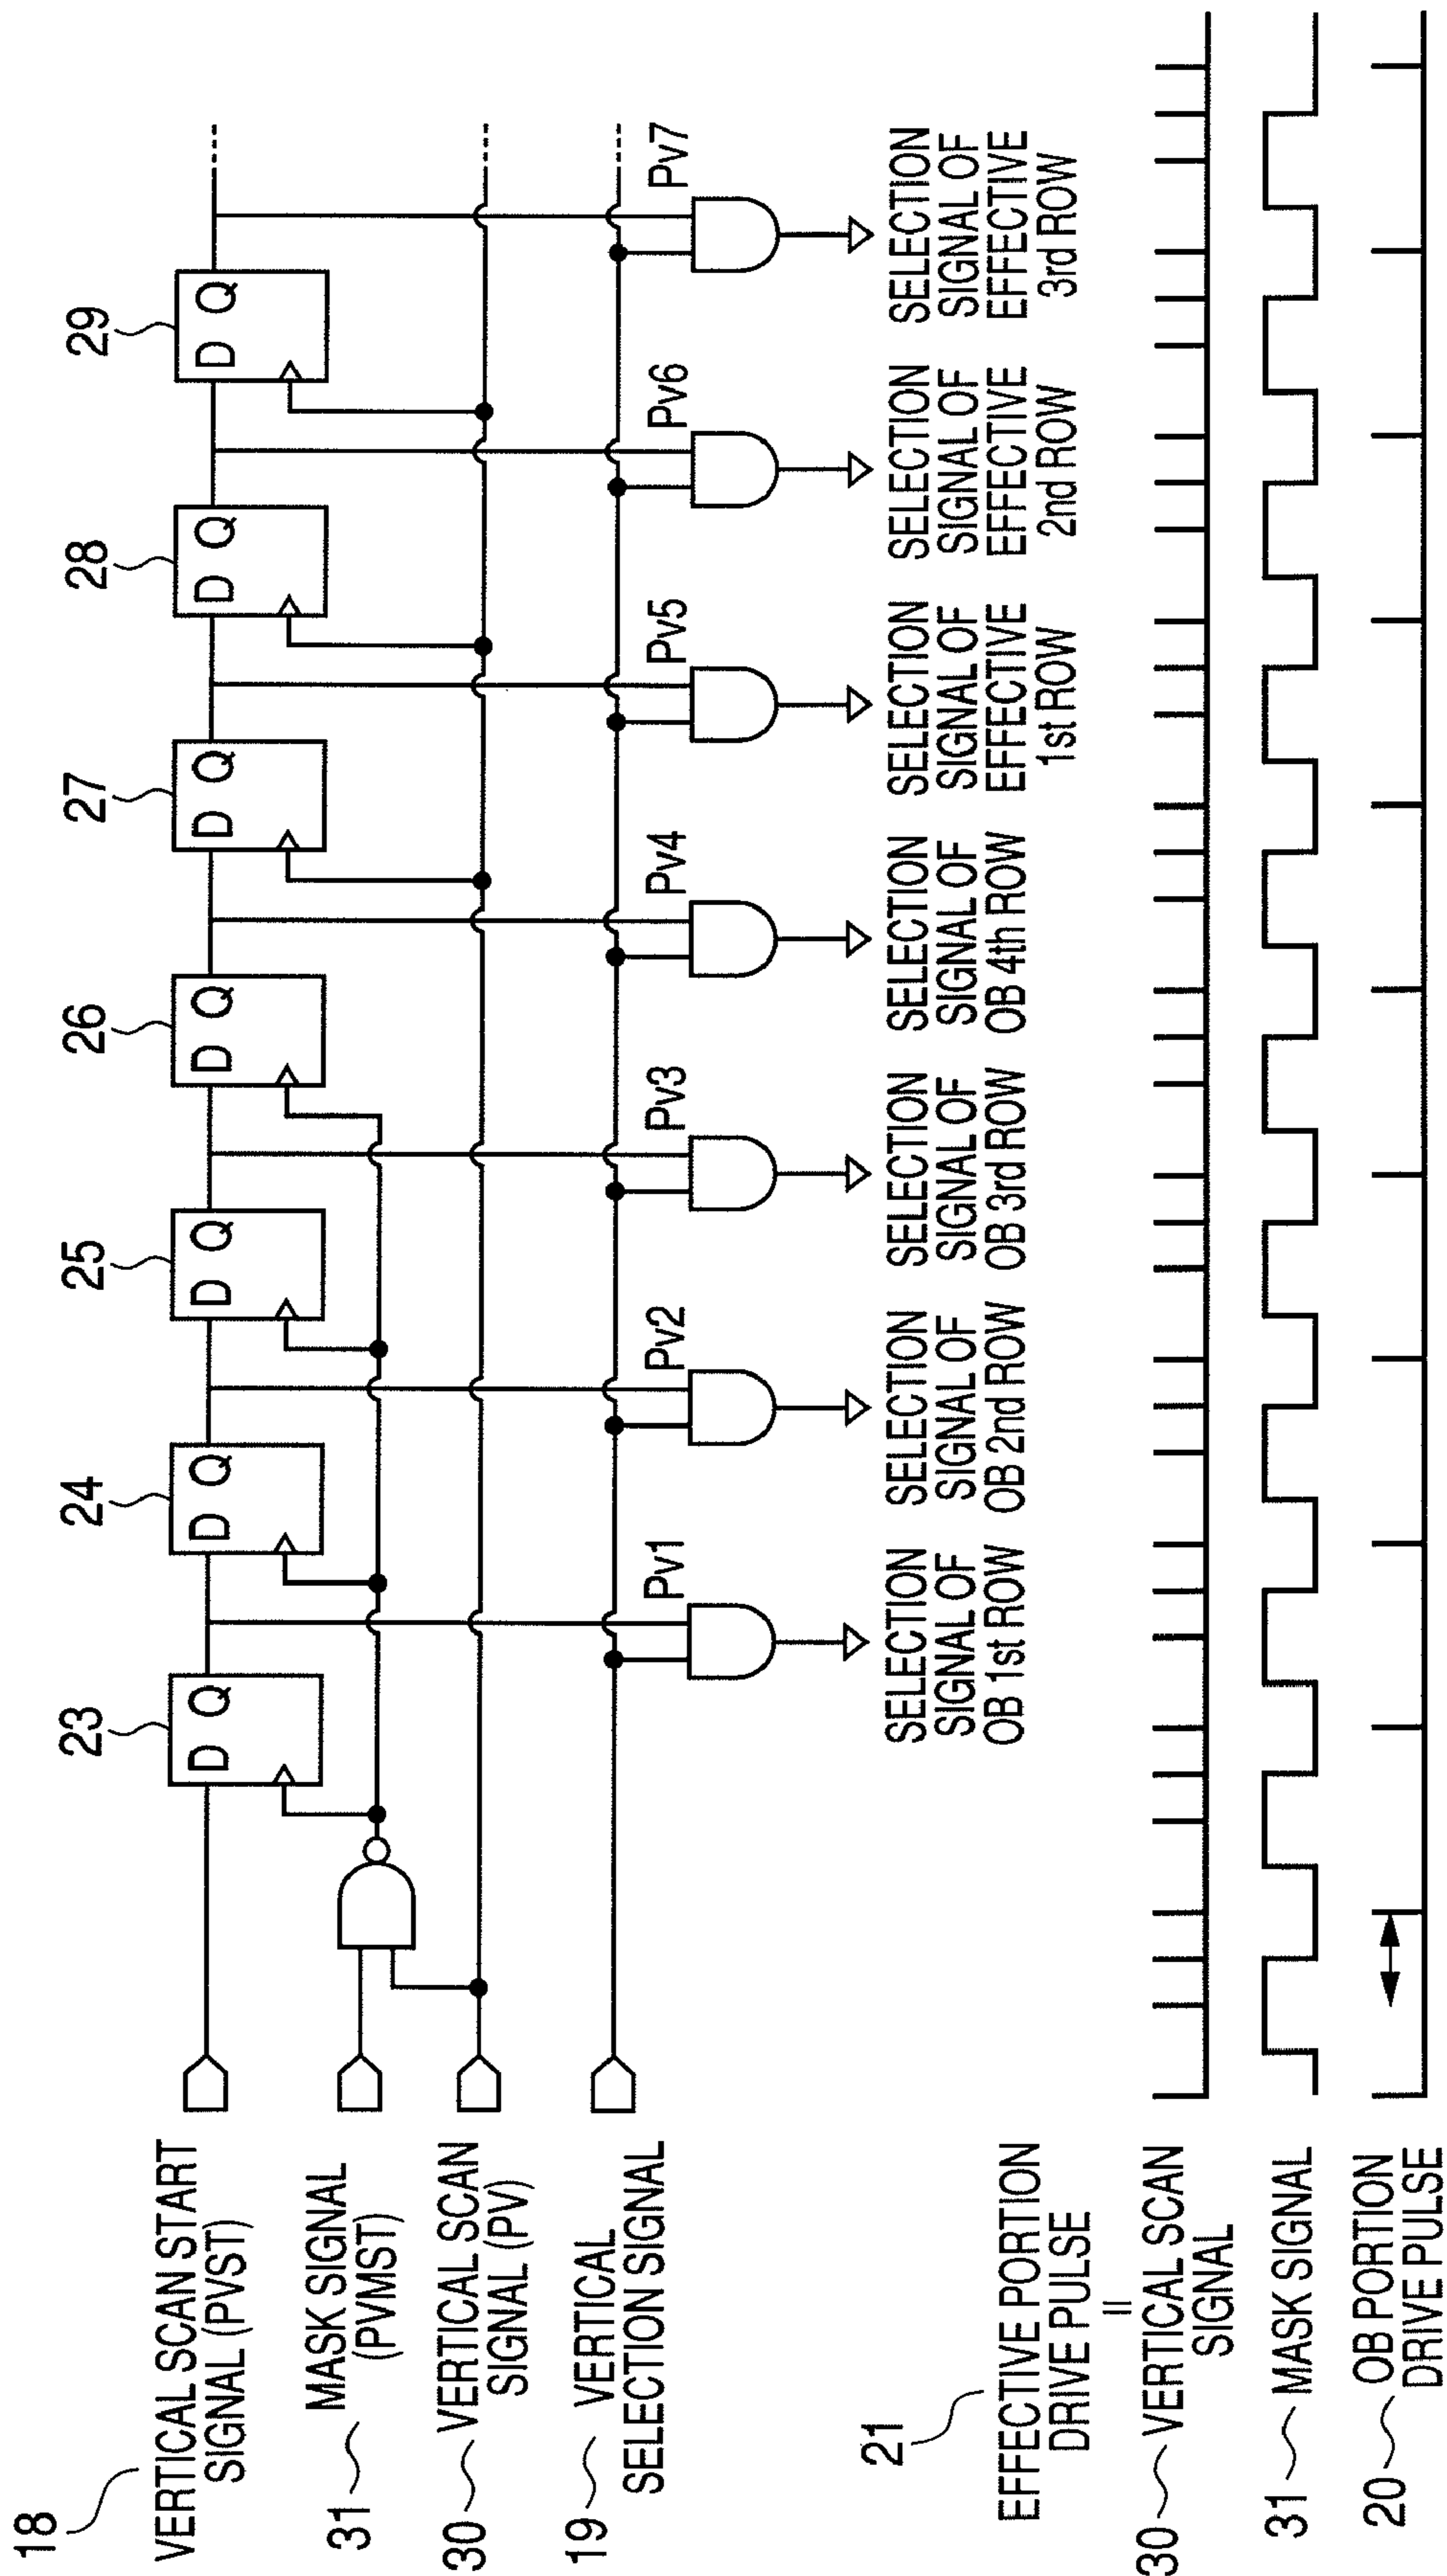 18
VERTICAL SCAN START
SIGNAL (PVST)
31
MASK SIGNAL
(PVMST)
30
VERTICAL SCAN
SIGNAL (PV)
19
VERTICAL
SELECTION SIGNAL
23
D Q
24
D Q
25
D Q
26
D Q
27
D Q
28
D Q
29
D Q
Pv1
Pv2
Pv3
Pv4
Pv5
Pv6
Pv7
SELECTION
SIGNAL OF
OB 1st ROW
SELECTION
SIGNAL OF
OB 2nd ROW
SELECTION
SIGNAL OF
OB 3rd ROW
SELECTION
SIGNAL OF
OB 4th ROW
SELECTION
SIGNAL OF
EFFECTIVE
1st ROW
SELECTION
SIGNAL OF
EFFECTIVE
2nd ROW
SELECTION
SIGNAL OF
EFFECTIVE
3rd ROW
21
EFFECTIVE PORTION
DRIVE PULSE
=
30
VERTICAL SCAN
SIGNAL
31
MASK SIGNAL
20
OB PORTION
DRIVE PULSE